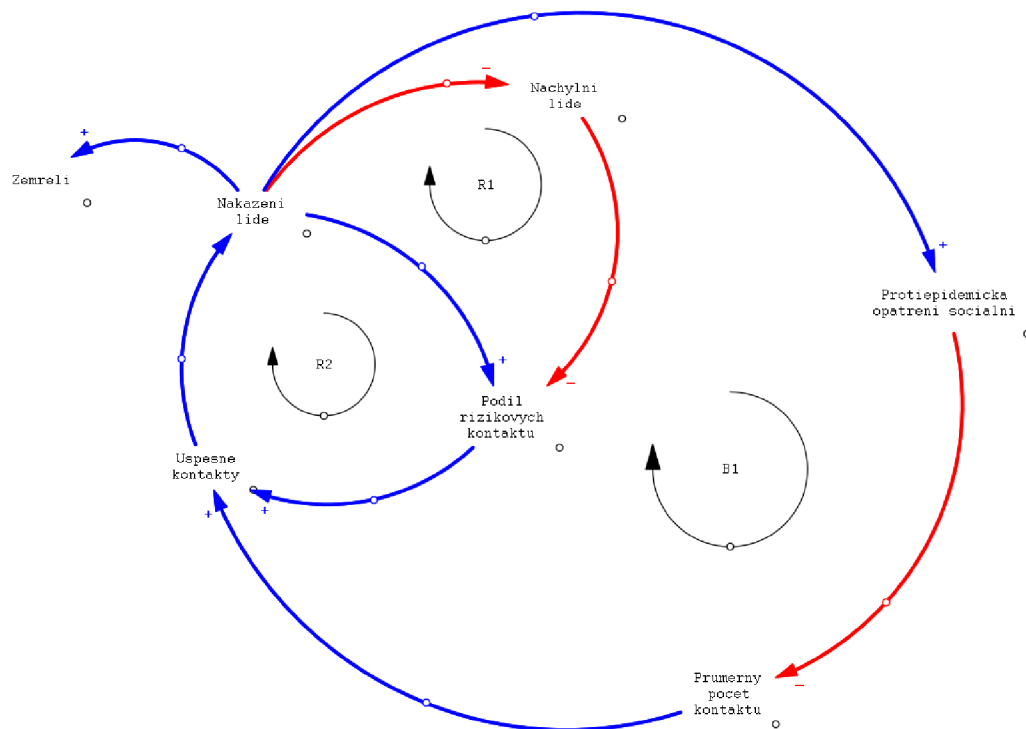 +
−
Nachylni
lide
+
Zemreli
R1
Nakazeni
lide
+
Protiepidemicka
opatreni socialni
R2
+
−
Podil
rizikovych
kontaktu
Uspesne
kontakty
B1
+
+
Prumerny
pocet
kontaktu
−